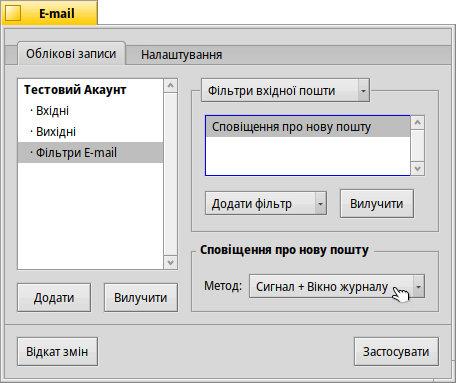 E-mail
Облікові записи
Налаштування
Тестовий Акаунт
· Вхідні
· Вихідні
· Фільтри E-mail
Додати
Вилучити
Фільтри вхідної пошти
Сповіщення про нову пошту
Додати фільтр
Вилучити
Сповіщення про нову пошту
Метод: Сигнал + Вікно журналу
Відкат змін
Застосувати